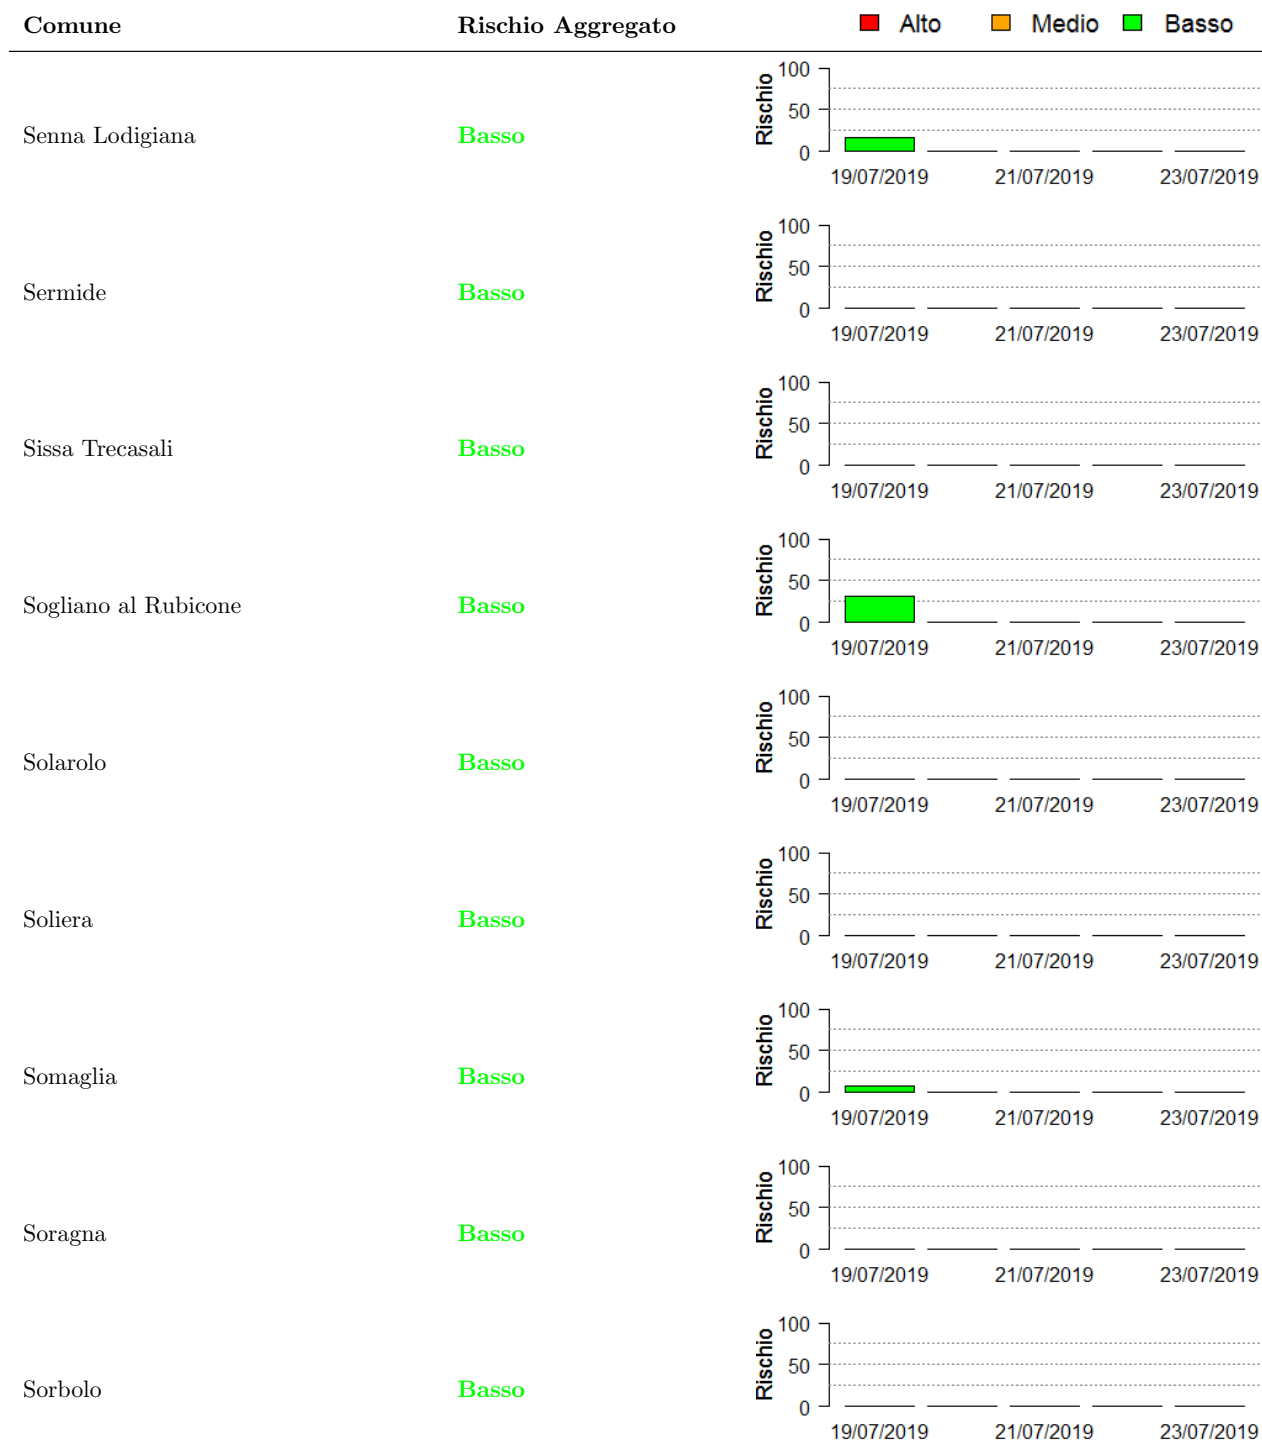 Comune Rischio Aggregato Alto Medio Basso
100
50
0
Rischio
Senna Lodigiana Basso
19/07/2019 21/07/2019 23/07/2019
100
50
0
Rischio
Sermide Basso
19/07/2019 21/07/2019 23/07/2019
100
50
0
Rischio
Sissa Trecasali Basso
19/07/2019 21/07/2019 23/07/2019
100
50
0
Rischio
Sogliano al Rubicone Basso
19/07/2019 21/07/2019 23/07/2019
100
50
0
Rischio
Solarolo Basso
19/07/2019 21/07/2019 23/07/2019
100
50
0
Rischio
Soliera Basso
19/07/2019 21/07/2019 23/07/2019
100
50
0
Rischio
Somaglia Basso
19/07/2019 21/07/2019 23/07/2019
100
50
0
Rischio
Soragna Basso
19/07/2019 21/07/2019 23/07/2019
100
50
0
Rischio
Sorbolo Basso
19/07/2019 21/07/2019 23/07/2019